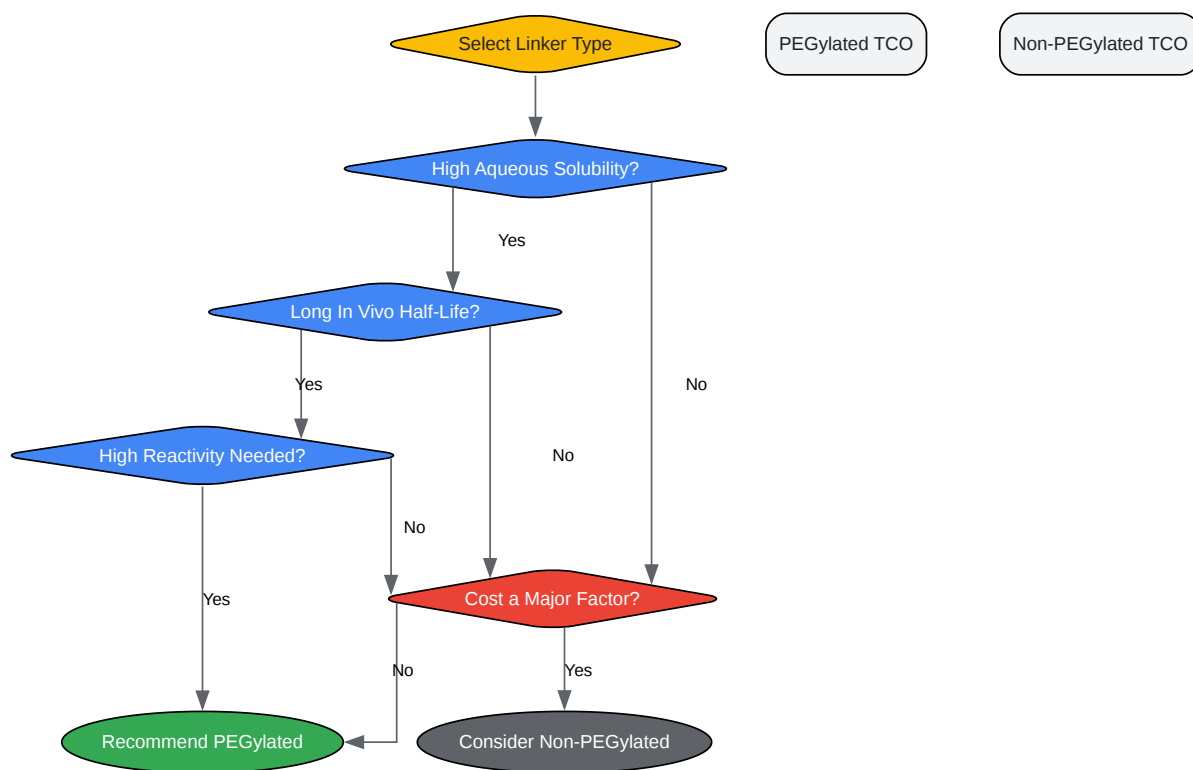 Select Linker Type
PEGylated TCO
Non-PEGylated TCO
High Aqueous Solubility?
Yes
Long In Vivo Half-Life?
Yes
No
High Reactivity Needed?
No
No
Yes
Cost a Major Factor?
No
Yes
Recommend PEGylated
Consider Non-PEGylated